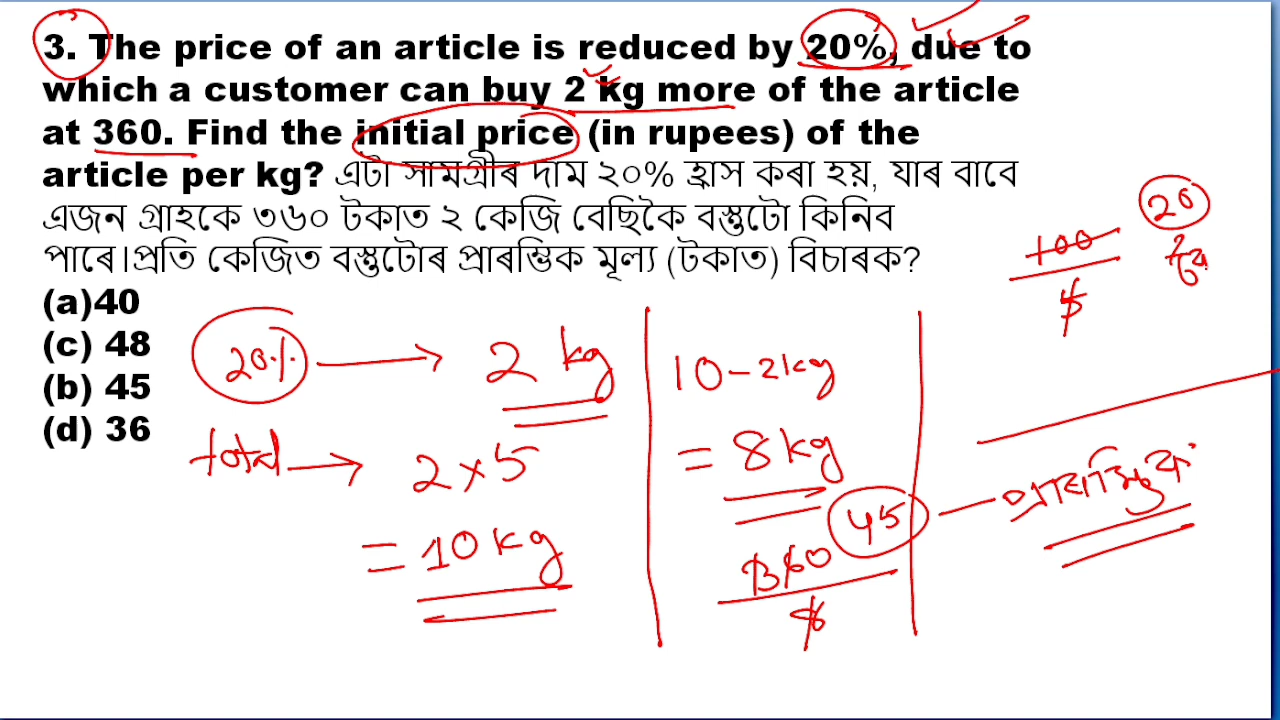 3. The price of an article is reduced by 20%, due to
which a customer can buy 2 kg more of the article
at 360. Find the initial price (in rupees) of the
article per kg? এটা সামগ্ৰীৰ দাম ২০% হ্ৰাস কৰা হয়, যাৰ বাবে
এজন গ্ৰাহকে ৩৬০ টকাত ২ কেজি বেছিকৈ বস্তুটো কিনিব
পাৰে।প্ৰতি কেজিত বস্তুটোৰ প্ৰাৰম্ভিক মূল্য (টকাত) বিচাৰক?
(a)40
(c) 48
(b) 45
(d) 36
20% → 2 kg
total → 2 x 5
= 10 kg
10 - 2kg
= 8 kg
360
8
45
100
5
20